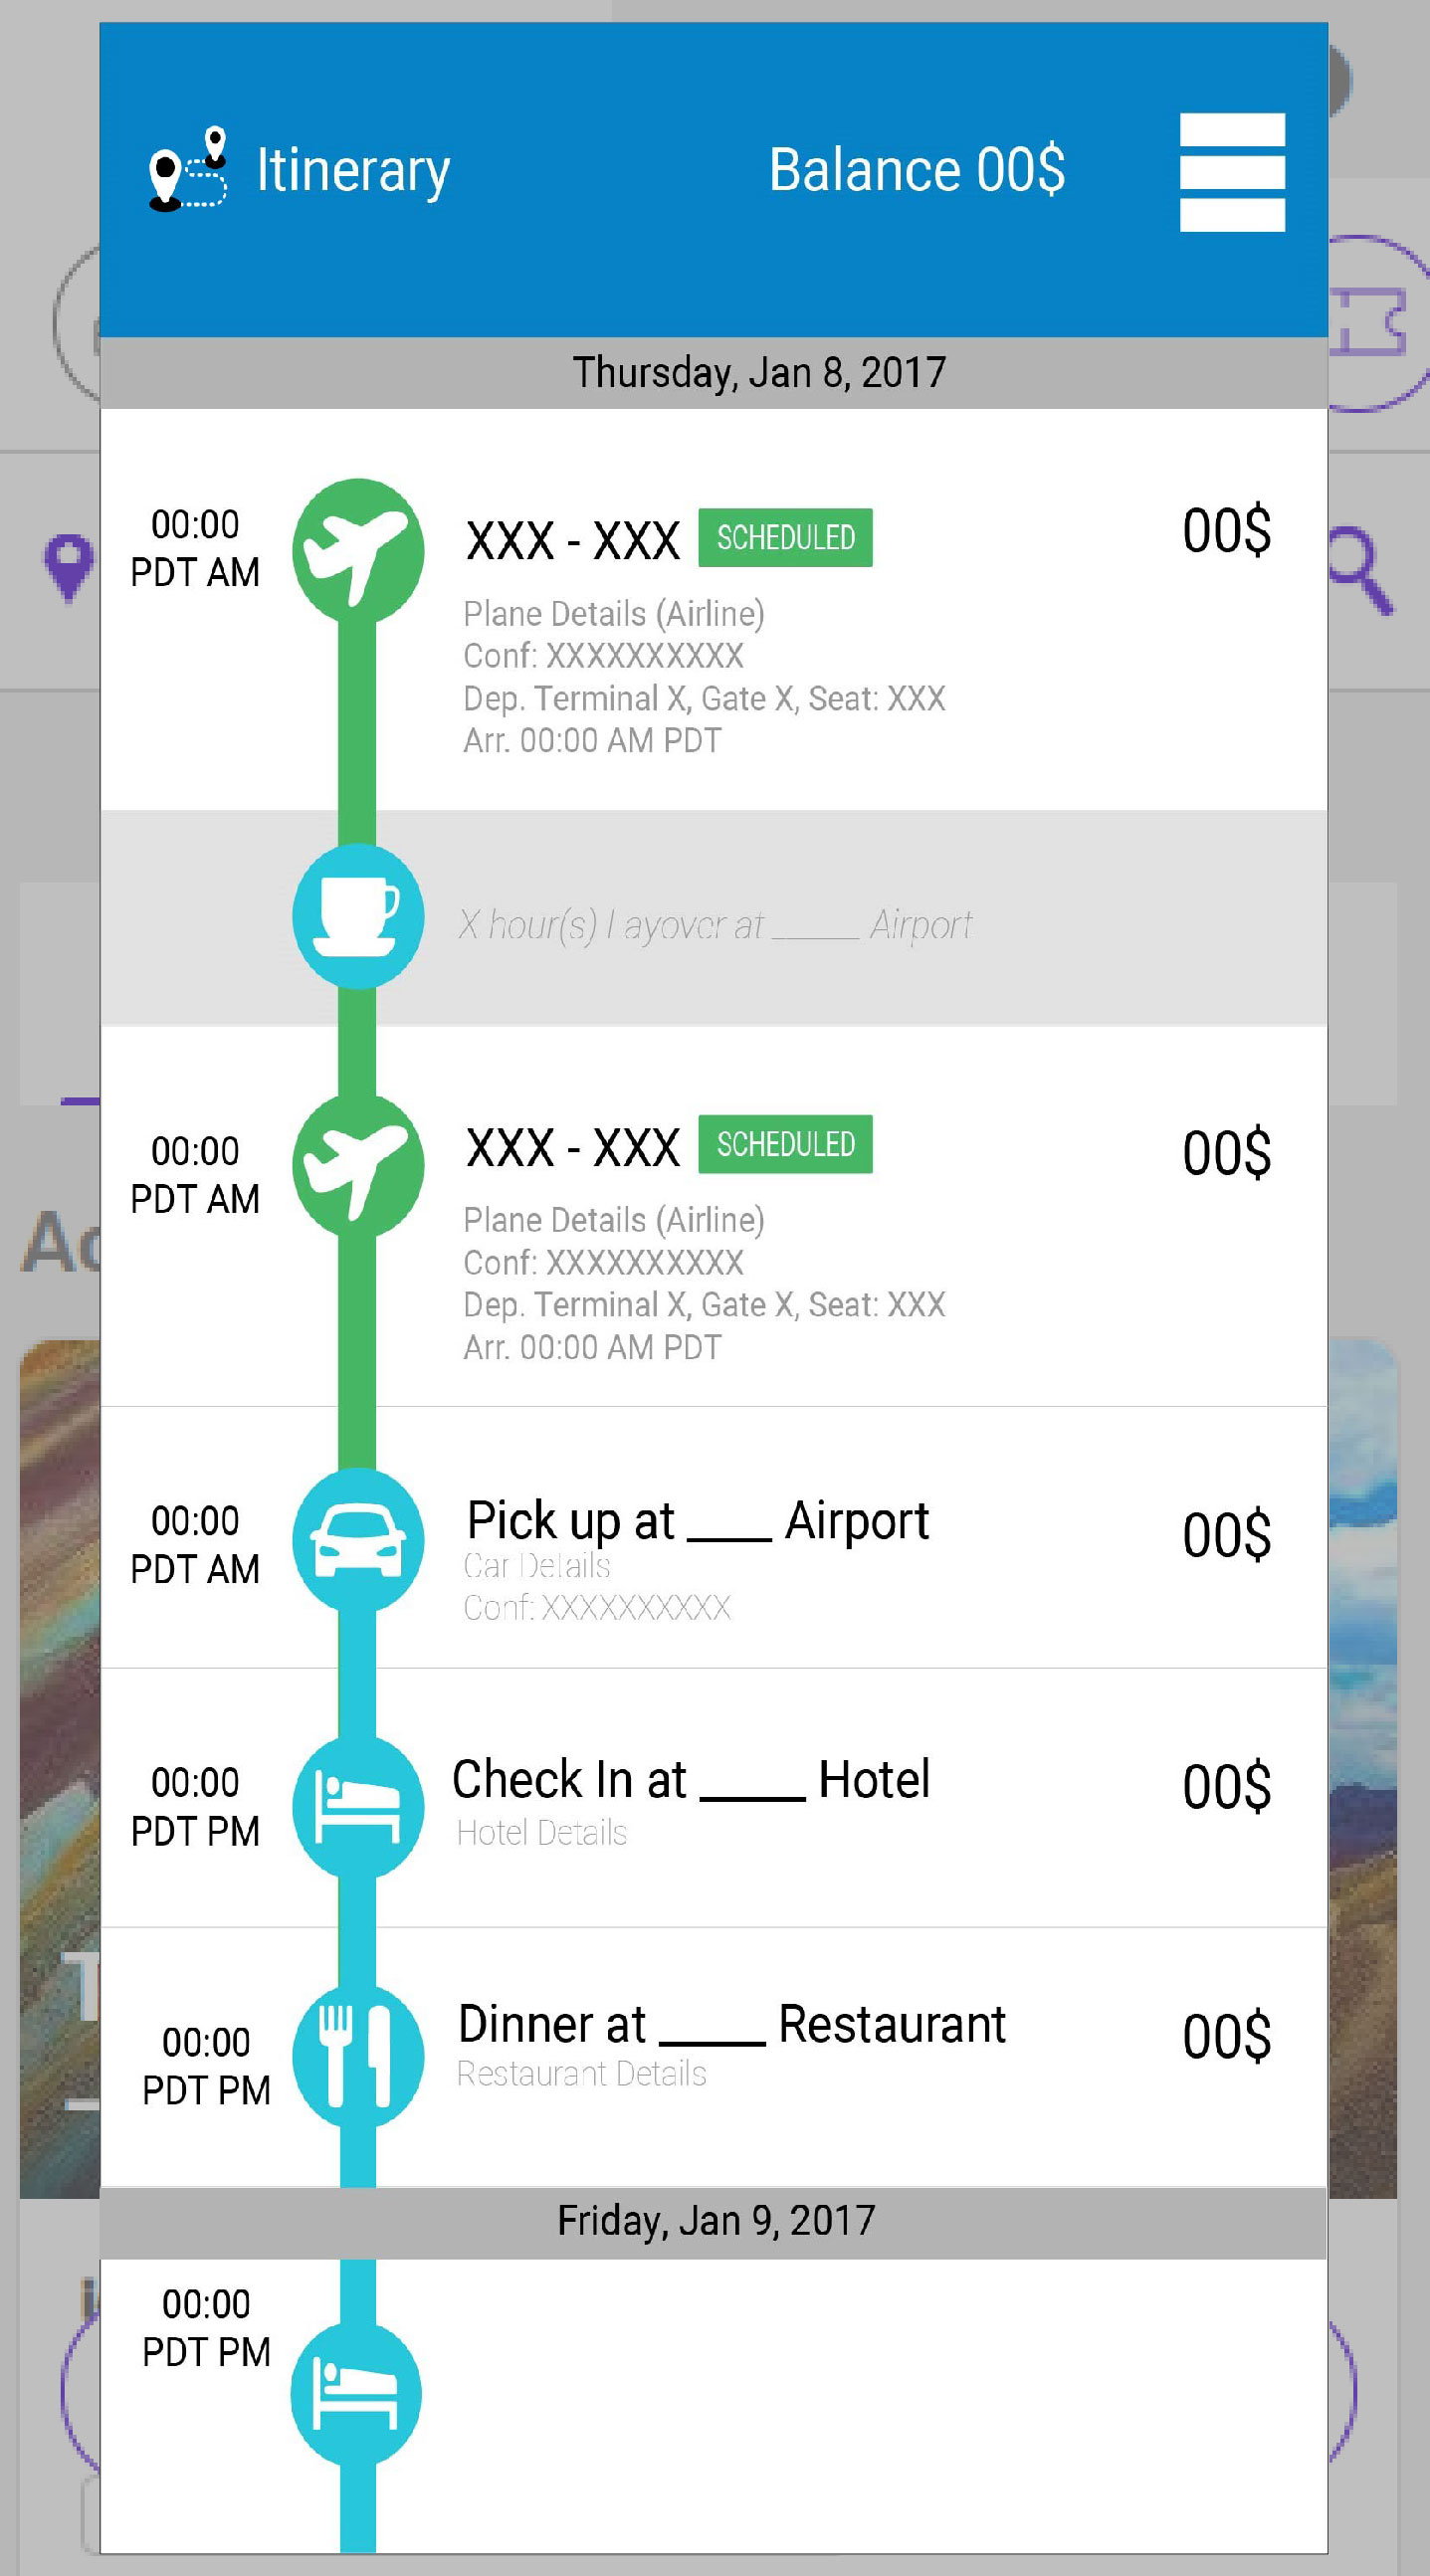 Itinerary
Balance 00$
Thursday, Jan 8, 2017
00:00
PDT AM
XXX - XXX
SCHEDULED
00$
Plane Details (Airline)
Conf: XXXXXXXXXX
Dep. Terminal X, Gate X, Seat: XXX
Arr. 00:00 AM PDT
X hour(s) Layover at _____ Airport
00:00
PDT AM
XXX - XXX
SCHEDULED
00$
Plane Details (Airline)
Conf: XXXXXXXXXX
Dep. Terminal X, Gate X, Seat: XXX
Arr. 00:00 AM PDT
00:00
PDT AM
Pick up at ____ Airport
00$
Car Details
Conf: XXXXXXXXXX
00:00
PDT PM
Check In at _____ Hotel
00$
Hotel Details
00:00
PDT PM
Dinner at _____ Restaurant
00$
Restaurant Details
Friday, Jan 9, 2017
00:00
PDT PM